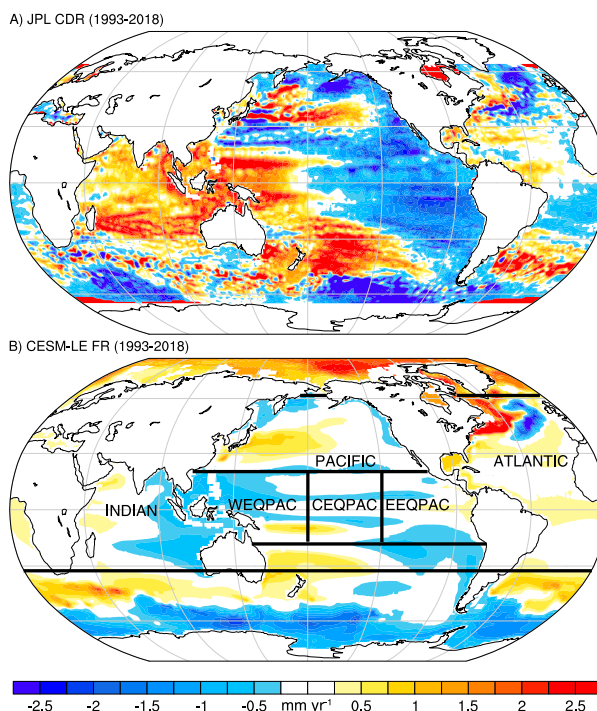 A) JPL CDR (1993-2018)
B) CESM-LE FR (1993-2018)
PACIFIC ATLANTIC
INDIAN WEQPAC CEQPAC EEQPAC
-2.5 -2 -1.5 -1 -0.5 mm yr⁻¹ 0.5 1 1.5 2 2.5